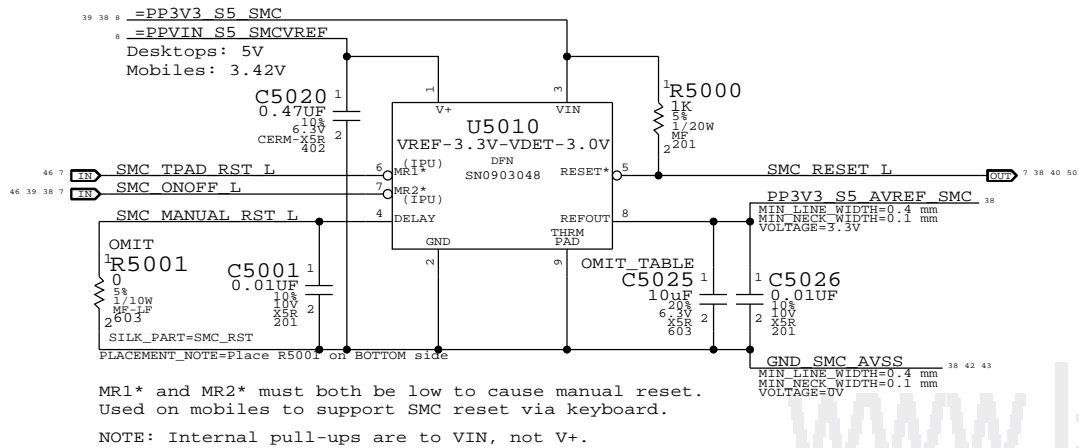 39 38 8 =PP3V3_S5_SMC
8 =PPVIN_S5_SMCVREF
Desktops: 5V
Mobiles: 3.42V
C5020 1
0.47UF
10%
6.3V
CERM-X5R
402
2
1
V+
3
VIN
U5010
VREF-3.3V-VDET-3.0V
DFN
SN0903048
1
R5000
1K
5%
1/20W
MF
201
2
46 7 IN SMC_TPAD_RST_L 6 MR1* (IPU)
46 39 38 7 IN SMC_ONOFF_L 7 MR2* (IPU)
RESET* 5 SMC_RESET_L OUT 7 38 40 50
SMC_MANUAL_RST_L 4 DELAY
REFOUT 8
PP3V3_S5_AVREF_SMC 38
MIN_LINE_WIDTH=0.4 mm
MIN_NECK_WIDTH=0.1 mm
VOLTAGE=3.3V
GND
2
THRM
PAD
9
OMIT
1
R5001
0
5%
1/10W
MF-LF
603
2
SILK_PART=SMC_RST
PLACEMENT_NOTE=Place R5001 on BOTTOM side
C5001 1
0.01UF
10%
10V
X5R
201
2
OMIT_TABLE
C5025 1
10uF
20%
6.3V
X5R
603
2
1 C5026
0.01UF
10%
10V
X5R
201
2
GND_SMC_AVSS 38 42 43
MIN_LINE_WIDTH=0.4 mm
MIN_NECK_WIDTH=0.1 mm
VOLTAGE=0V
MR1* and MR2* must both be low to cause manual reset.
Used on mobiles to support SMC reset via keyboard.
NOTE: Internal pull-ups are to VIN, not V+.
www.